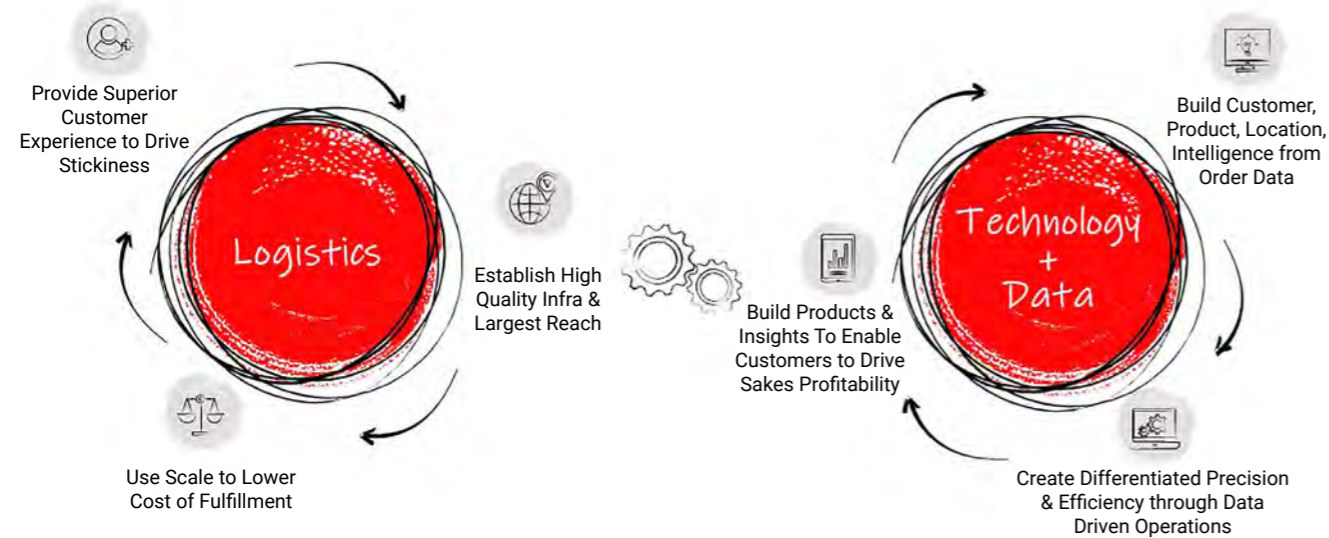 Provide Superior
Customer
Experience to Drive
Stickiness
Logistics
Establish High
Quality Infra &
Largest Reach
Use Scale to Lower
Cost of Fulfillment
Build Products &
Insights To Enable
Customers to Drive
Sakes Profitability
Technology
+
Data
Build Customer,
Product, Location,
Intelligence from
Order Data
Create Differentiated Precision
& Efficiency through Data
Driven Operations